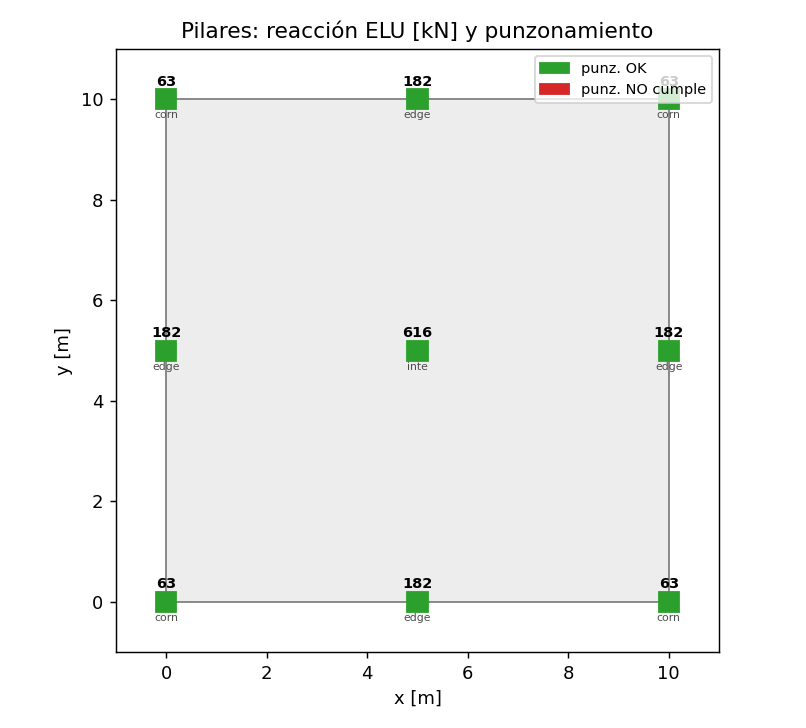 Pilares: reacción ELU [kN] y punzonamiento
punz. OK
punz. NO cumple
63
182
63
10
corn
edge
corn
8
6
y [m]
182
616
182
edge
inte
edge
4
2
63
182
63
0
corn
edge
corn
0
2
4
6
8
10
x [m]